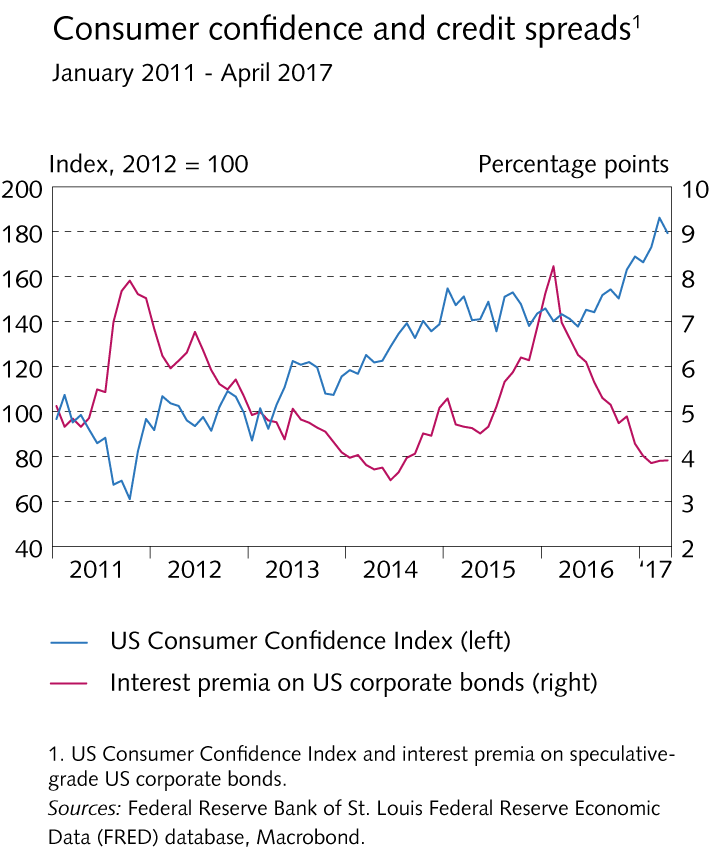 Consumer confidence and credit spreads1
January 2011 - April 2017
Index, 2012 = 100 Percentage points
200 10
180 9
160 8
140 7
120 6
100 5
80 4
60 3
40 2
2011 2012 2013 2014 2015 2016 ‘17
US Consumer Confidence Index (left)
Interest premia on US corporate bonds (right)
1. US Consumer Confidence Index and interest premia on speculative-
grade US corporate bonds.
Sources: Federal Reserve Bank of St. Louis Federal Reserve Economic
Data (FRED) database, Macrobond.